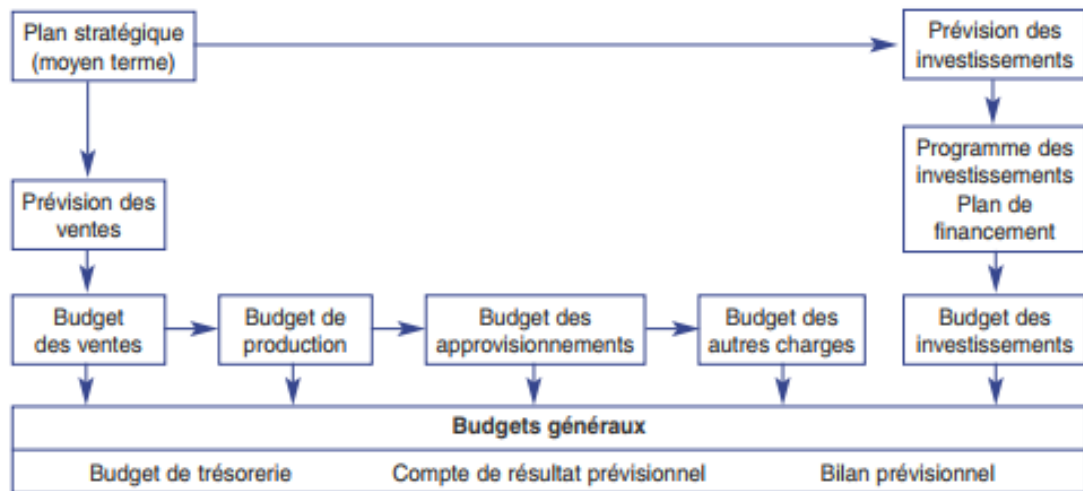 Plan stratégique
(moyen terme)
Prévision des
investissements
Programme des
investissements
Plan de
financement
Prévision des
ventes
Budget
des ventes
Budget de
production
Budget des
approvisionnements
Budget des
autres charges
Budget des
investissements
Budgets généraux
Budget de trésorerie
Compte de résultat prévisionnel
Bilan prévisionnel